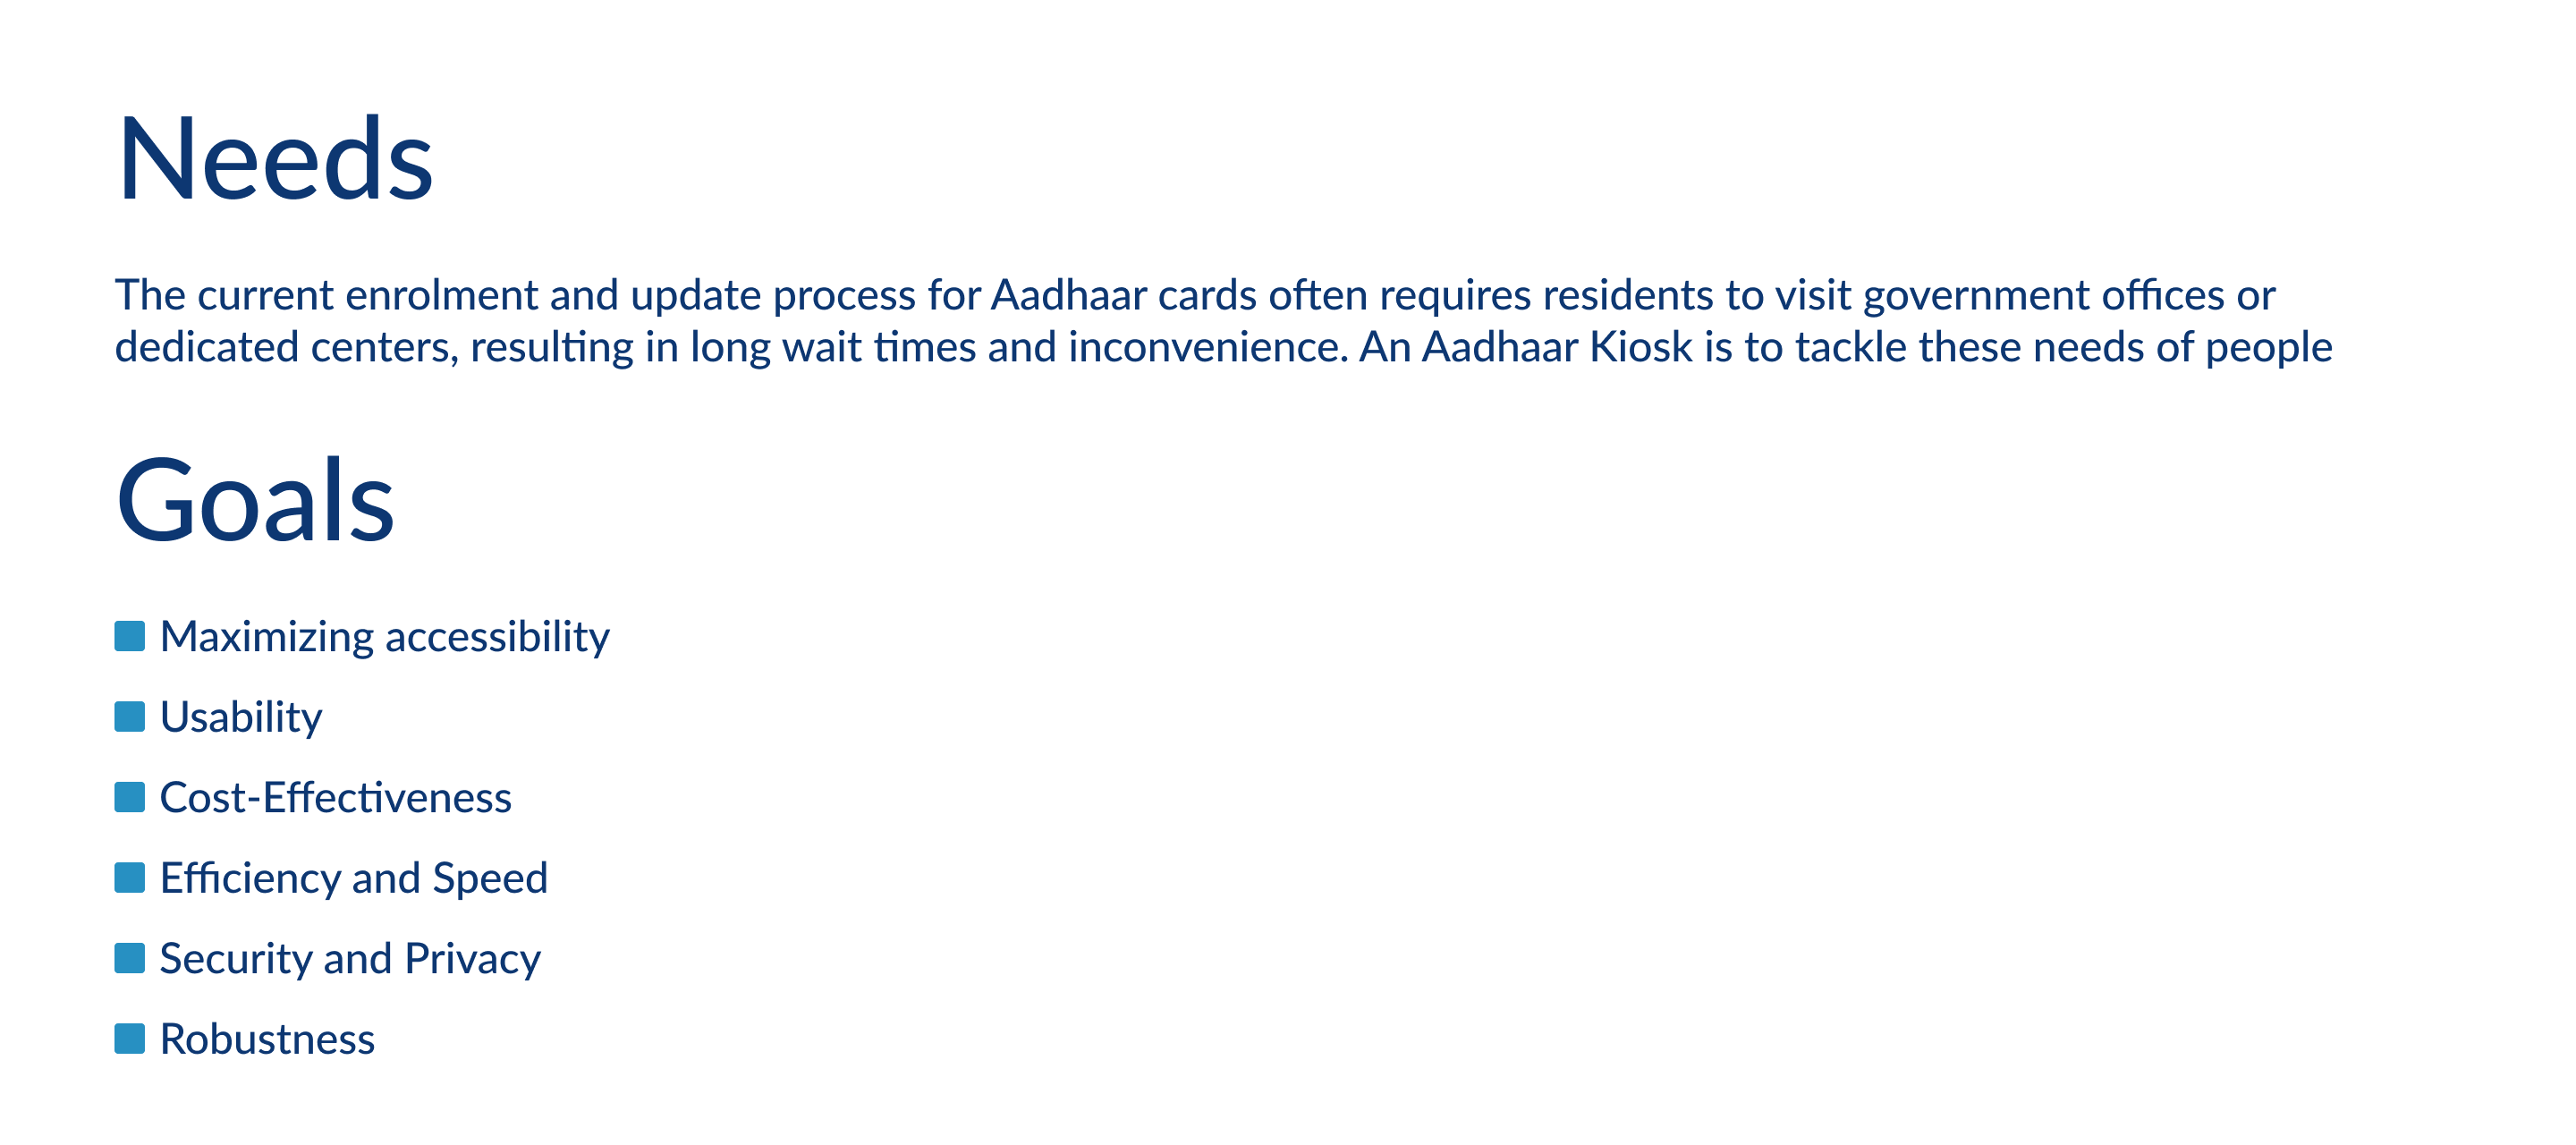 Needs
The current enrolment and update process for Aadhaar cards often requires residents to visit government offices or
dedicated centers, resulting in long wait times and inconvenience. An Aadhaar Kiosk is to tackle these needs of people
Goals
Maximizing accessibility
Usability
Cost-Effectiveness
Efficiency and Speed
Security and Privacy
Robustness